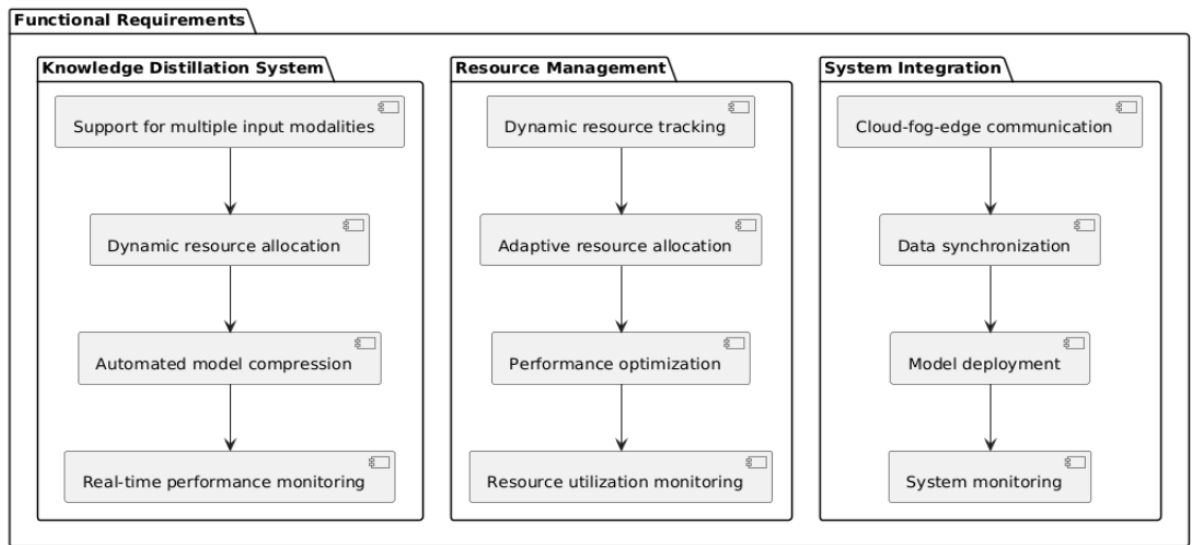 Functional Requirements
Knowledge Distillation System
Support for multiple input modalities
Dynamic resource allocation
Automated model compression
Real-time performance monitoring
Resource Management
Dynamic resource tracking
Adaptive resource allocation
Performance optimization
Resource utilization monitoring
System Integration
Cloud-fog-edge communication
Data synchronization
Model deployment
System monitoring